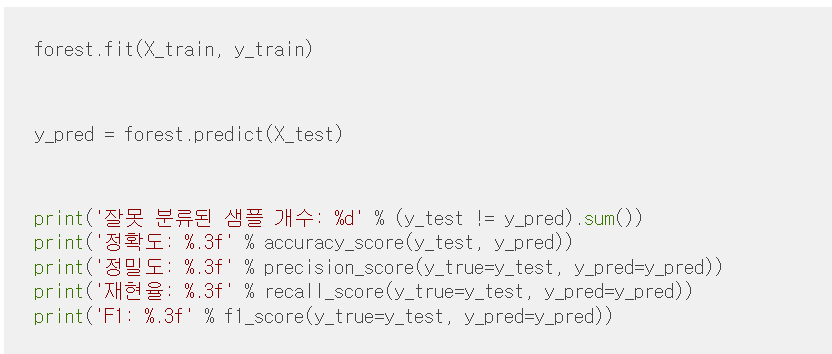 forest.fit(X_train, y_train)
y_pred = forest.predict(X_test)
print('잘못 분류된 샘플 개수: %d' % (y_test != y_pred).sum())
print('정확도: %.3f' % accuracy_score(y_test, y_pred))
print('정밀도: %.3f' % precision_score(y_true=y_test, y_pred=y_pred))
print('재현율: %.3f' % recall_score(y_true=y_test, y_pred=y_pred))
print('F1: %.3f' % f1_score(y_true=y_test, y_pred=y_pred))